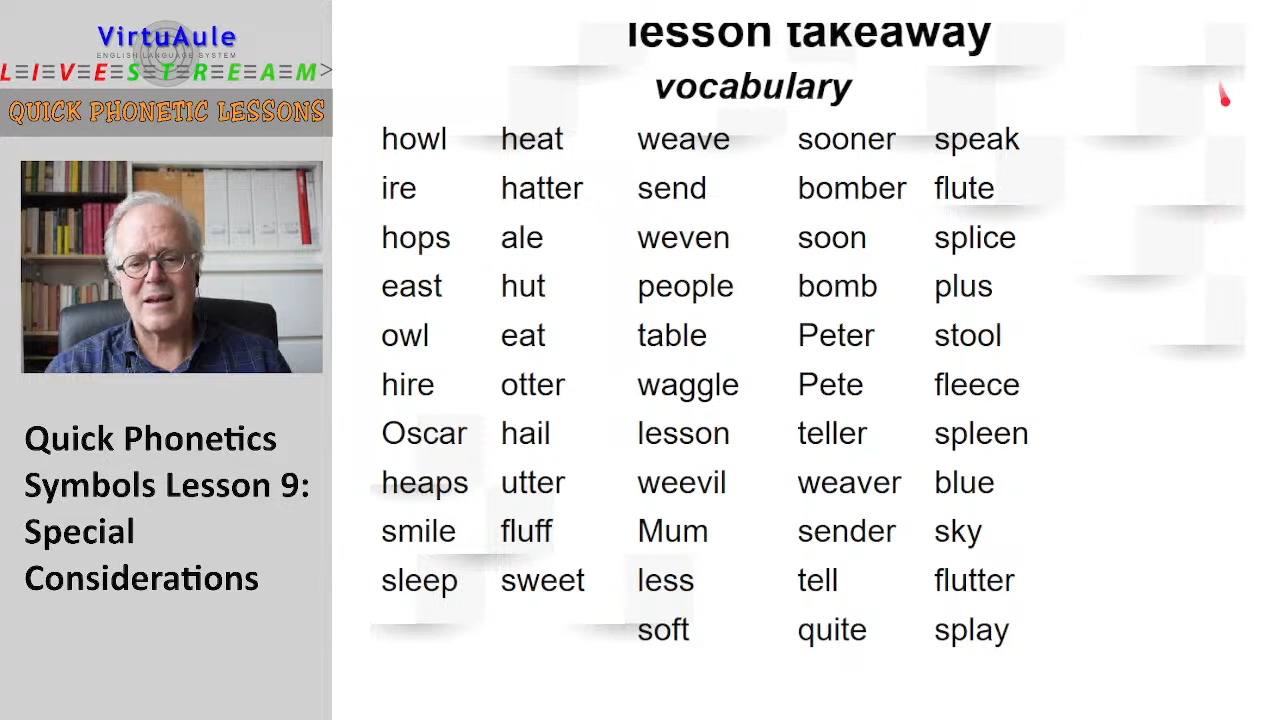 VirtuAule
ENGLISH LANGUAGE SYSTEM
L≡I≡V≡E≡S≡T≡R≡E≡A≡M>
QUICK PHONETIC LESSONS
Quick Phonetics
Symbols Lesson 9:
Special
Considerations
lesson takeaway
vocabulary
howl heat weave sooner speak
ire hatter send bomber flute
hops ale weven soon splice
east hut people bomb plus
owl eat table Peter stool
hire otter waggle Pete fleece
Oscar hail lesson teller spleen
heaps utter weevil weaver blue
smile fluff Mum sender sky
sleep sweet less tell flutter
soft quite splay